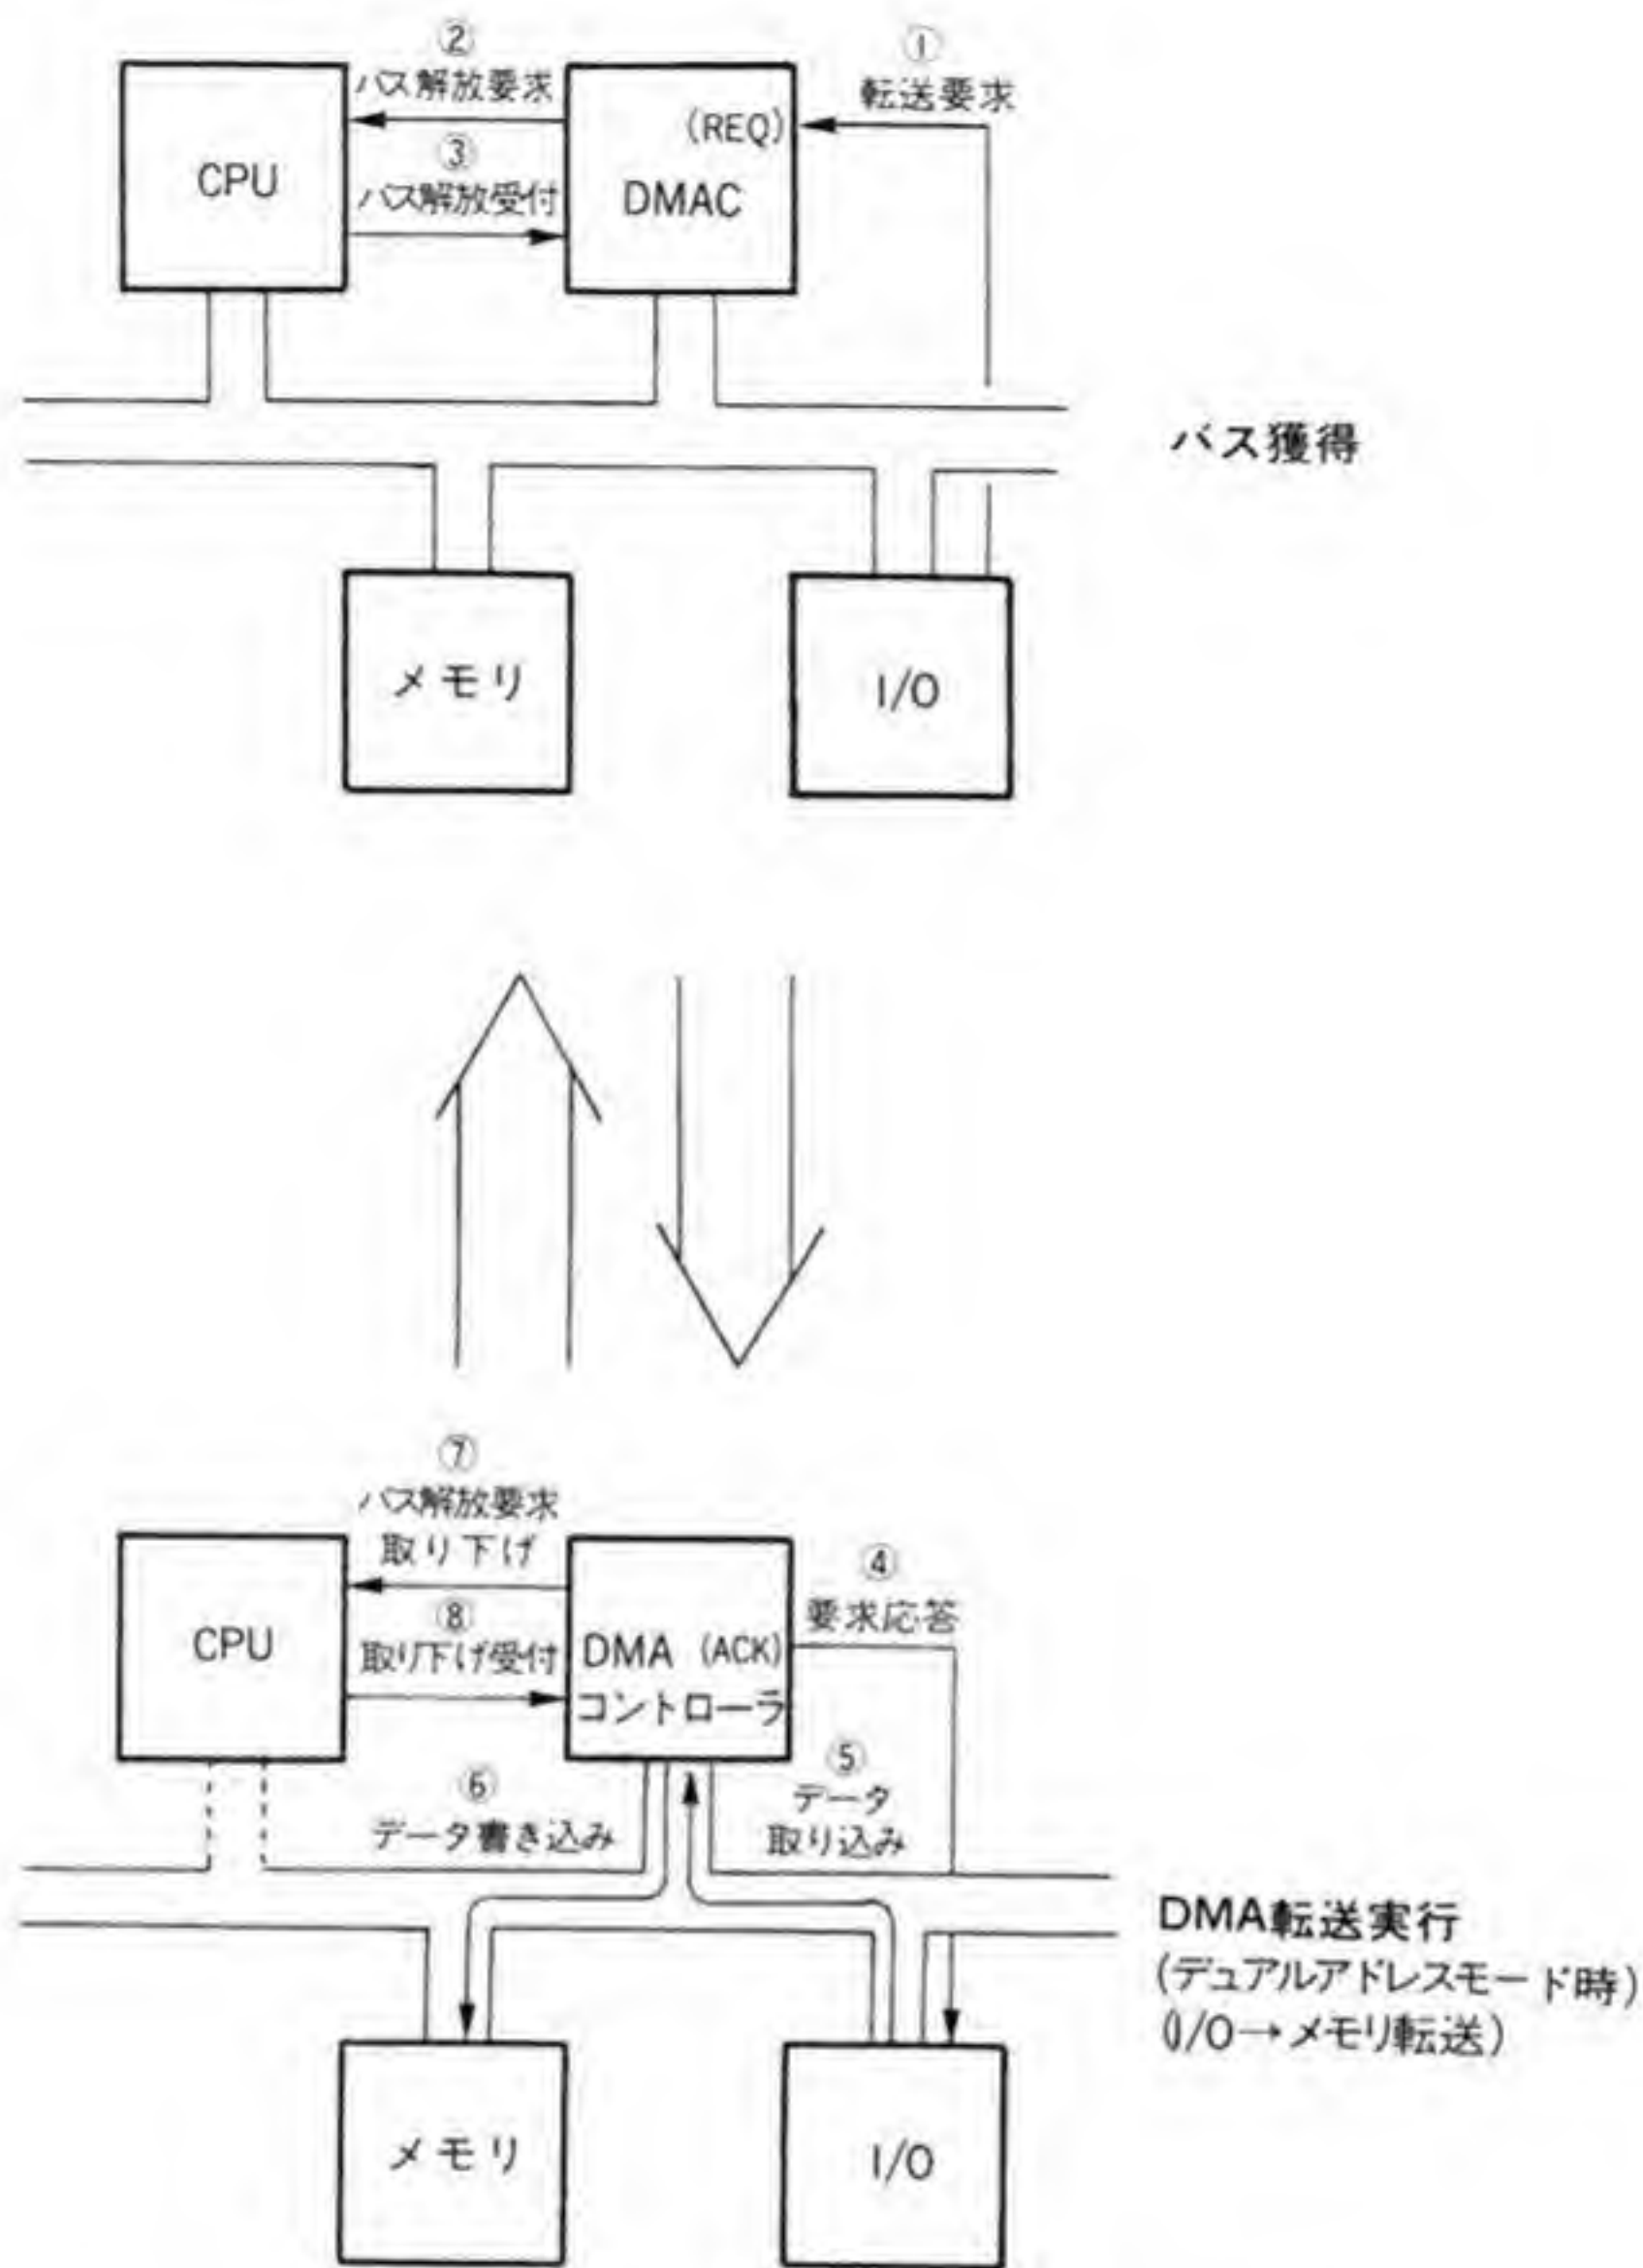 ②
バス解放要求
①
転送要求
(REQ)
CPU
③
バス解放受付
DMAC
バス獲得
メモリ
I/O
⑦
バス解放要求
取り下げ
④
要求応答
CPU
⑧
取り下げ受付
DMA (ACK)
コントローラ
⑥
データ書き込み
⑤
データ
取り込み
DMA転送実行
(デュアルアドレスモード時)
(I/O→メモリ転送)
メモリ
I/O